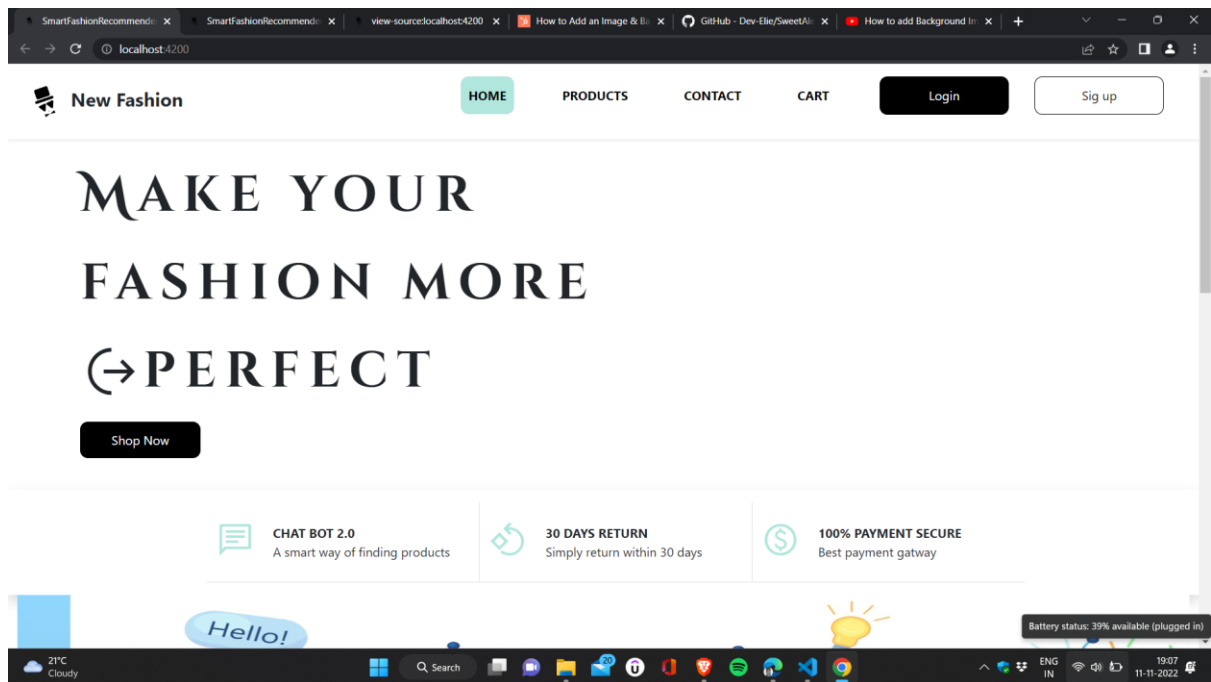 SmartFashionRecommende
SmartFashionRecommende
view-source:localhost:4200
How to Add an Image & Ba
GitHub - Dev-Elie/SweetAle
How to add Background Im
localhost:4200
New Fashion
HOME
PRODUCTS
CONTACT
CART
Login
Sig up
Make your
fashion more
perfect
Shop Now
CHAT BOT 2.0
A smart way of finding products
30 DAYS RETURN
Simply return within 30 days
100% PAYMENT SECURE
Best payment gatway
Hello!
Battery status: 39% available (plugged in)
21°C
Cloudy
Search
20
ENG
IN
19:07
11-11-2022